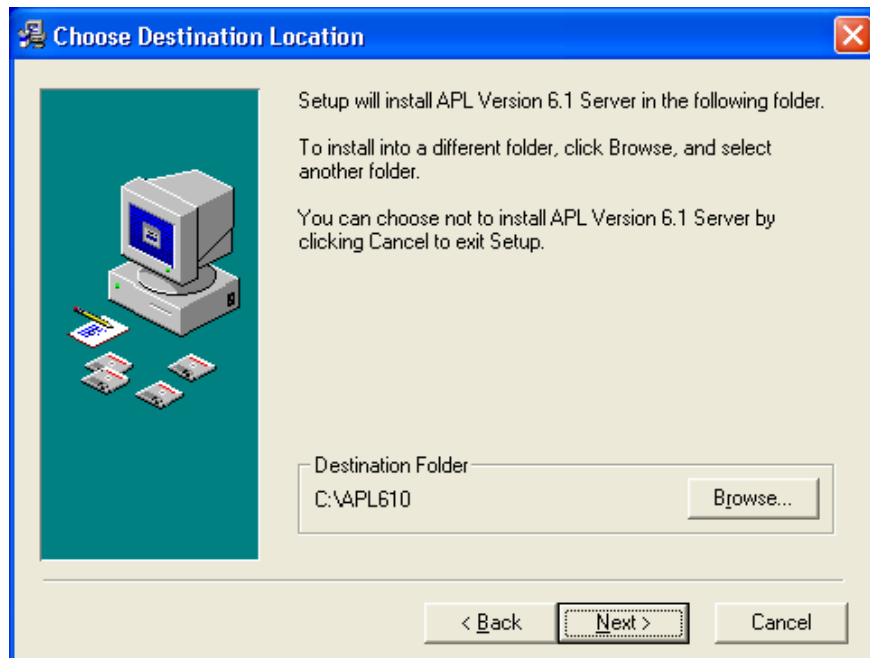 Choose Destination Location
Setup will install APL Version 6.1 Server in the following folder.
To install into a different folder, click Browse, and select
another folder.
You can choose not to install APL Version 6.1 Server by
clicking Cancel to exit Setup.
Destination Folder
C:\APL610
Browse...
< Back
Next >
Cancel